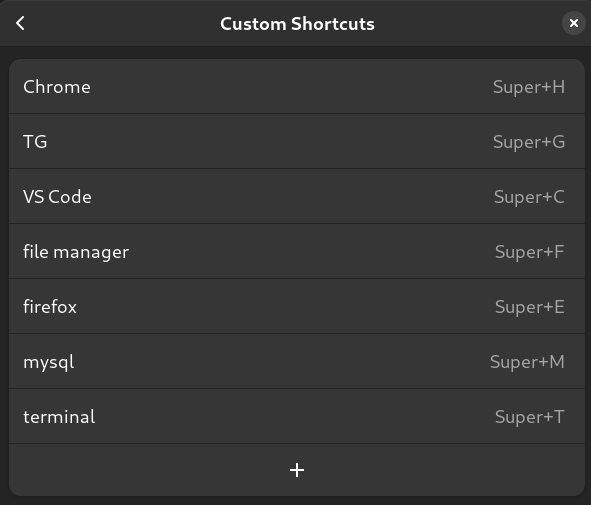 Custom Shortcuts
Chrome Super+H
TG Super+G
VS Code Super+C
file manager Super+F
firefox Super+E
mysql Super+M
terminal Super+T